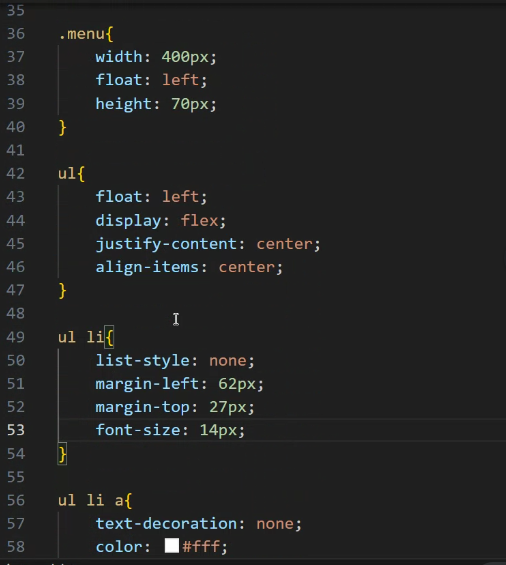 35
36 .menu{
37 width: 400px;
38 float: left;
39 height: 70px;
40 }
41
42 ul{
43 float: left;
44 display: flex;
45 justify-content: center;
46 align-items: center;
47 }
48
49 ul li{
50 list-style: none;
51 margin-left: 62px;
52 margin-top: 27px;
53 font-size: 14px;
54 }
55
56 ul li a{
57 text-decoration: none;
58 color: #fff;